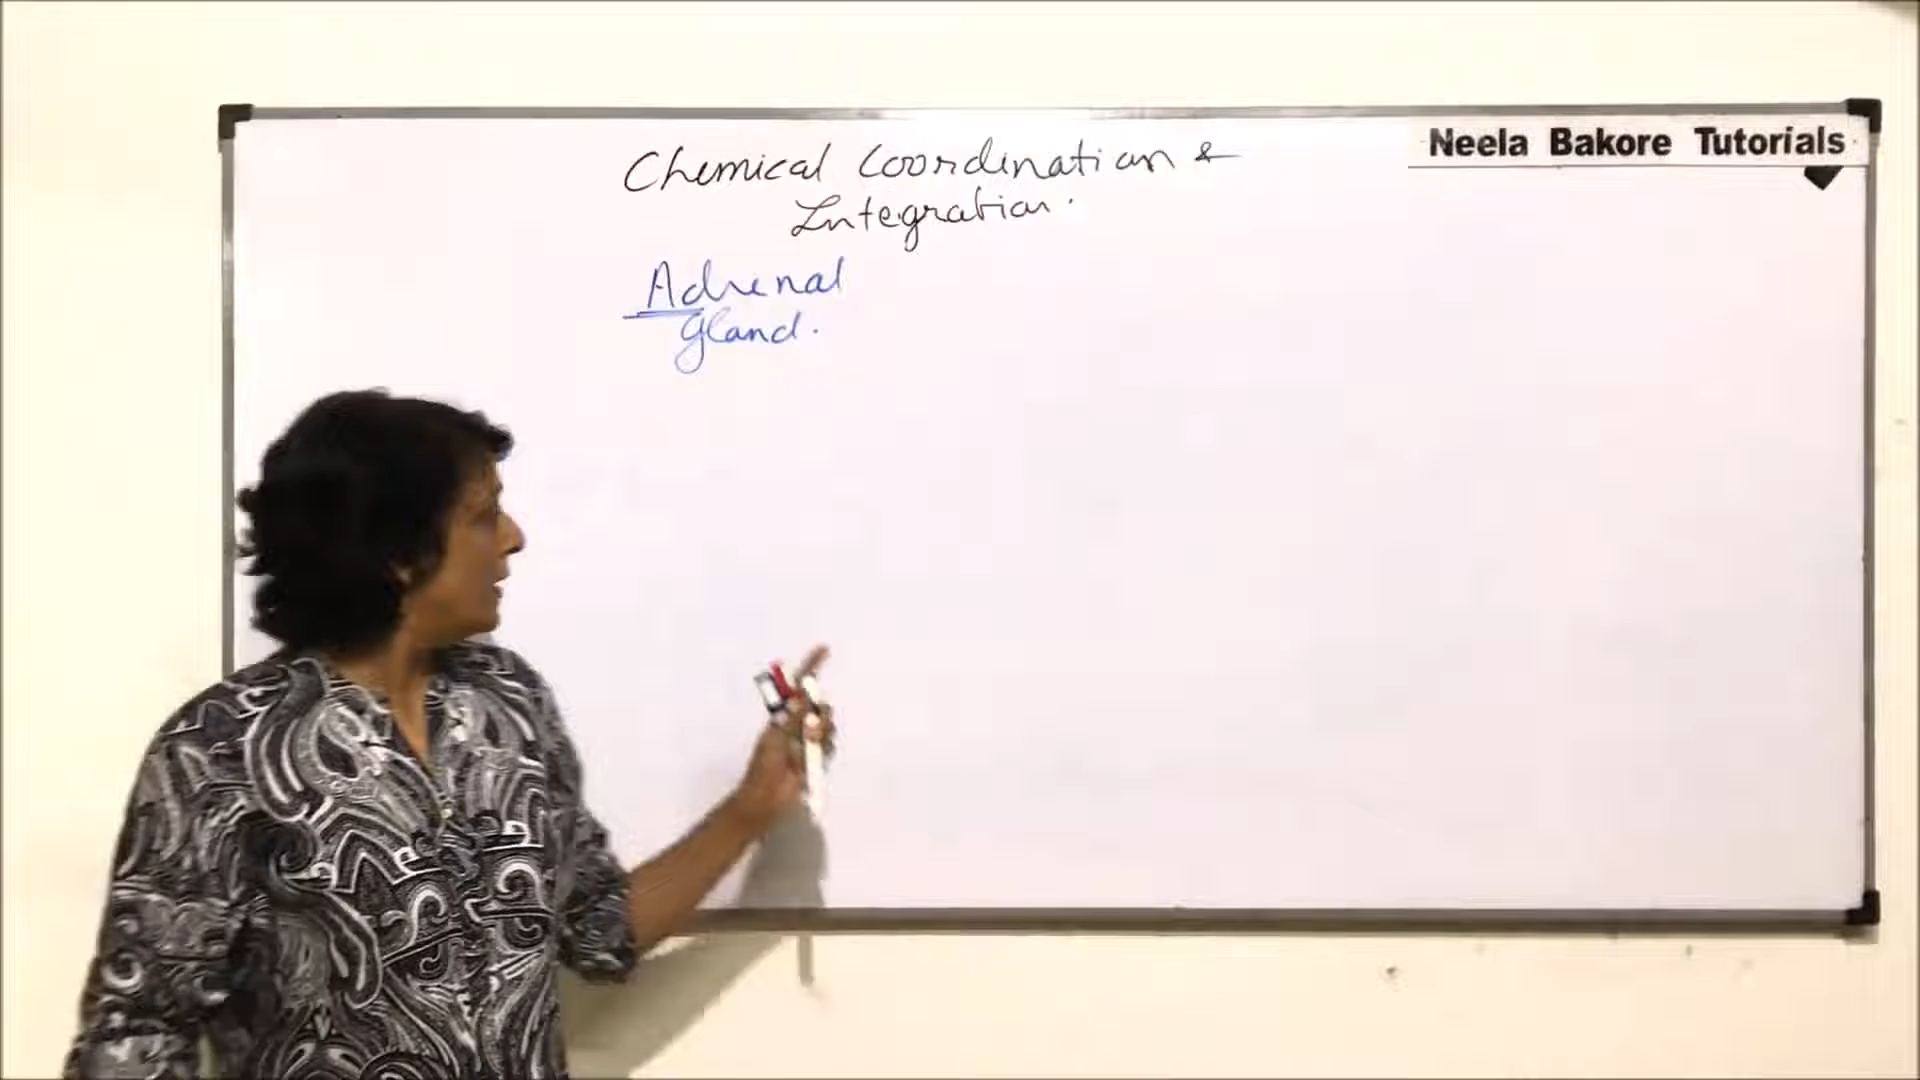 Neela Bakore Tutorials
Chemical Coordination &
Integration.
Adrenal
gland.